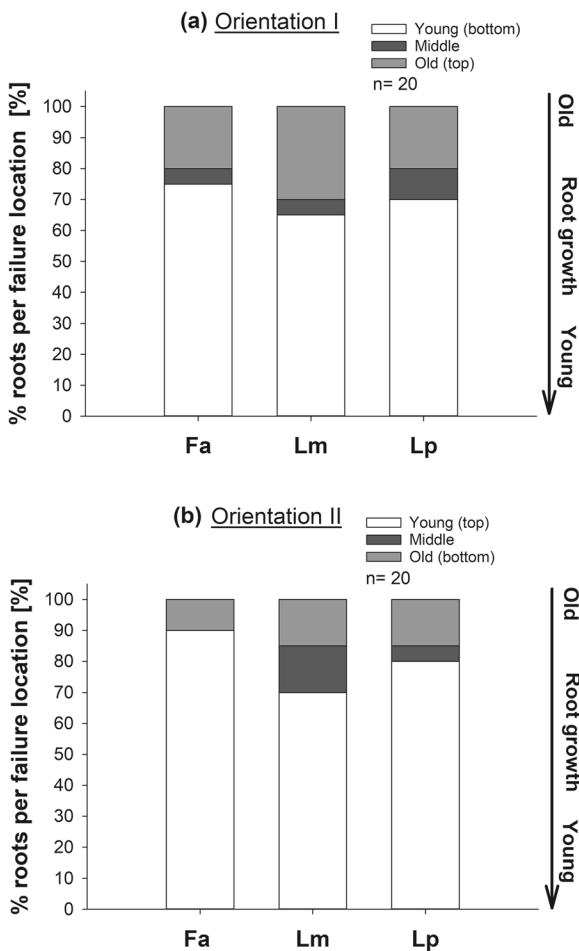 (a) Orientation I
Young (bottom)
Middle
Old (top)
n= 20
% roots per failure location [%]
100
90
80
70
60
50
40
30
20
10
0
Fa Lm Lp
Old Root growth Young
(b) Orientation II
Young (top)
Middle
Old (bottom)
n= 20
% roots per failure location [%]
100
90
80
70
60
50
40
30
20
10
0
Fa Lm Lp
Old Root growth Young